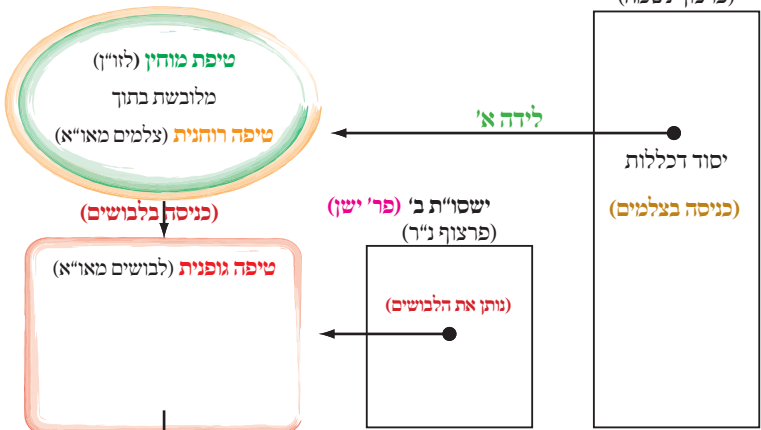 טיפת מוחין (לזו"ן)
מלובשת בתוך
טיפה רוחנית (צלמים מאו"א)
לידה א'
יסוד דכללות
(כניסה בצלמים)
(כניסה בלבושים)
ישסו"ת ב' (פר' ישן)
(פרצוף נ"ר)
טיפה גופנית (לבושים מאו"א)
(נותן את הלבושים)